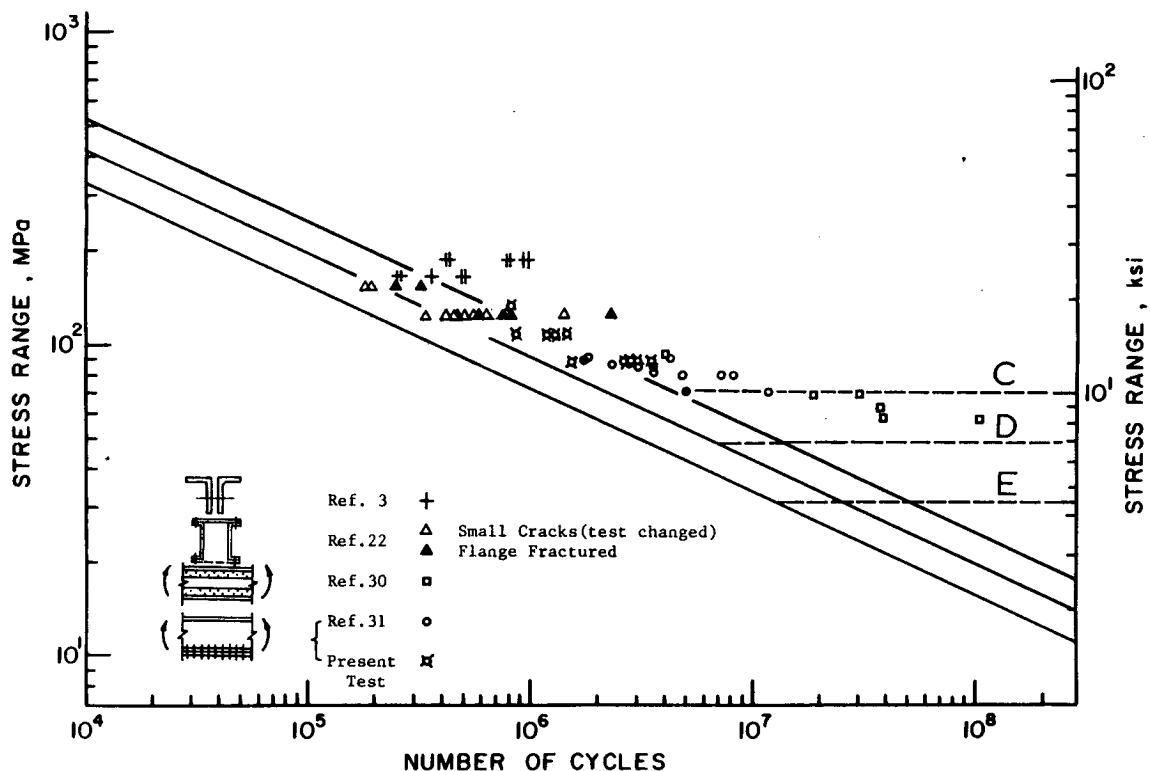 10³
10²
10¹
STRESS RANGE , MPa
10²
10¹
STRESS RANGE , ksi
C
D
E
Ref. 3
Ref.22 Small Cracks(test changed)
Flange Fractured
Ref.30
Ref.31
Present
Test
10⁴ 10⁵ 10⁶ 10⁷ 10⁸
NUMBER OF CYCLES